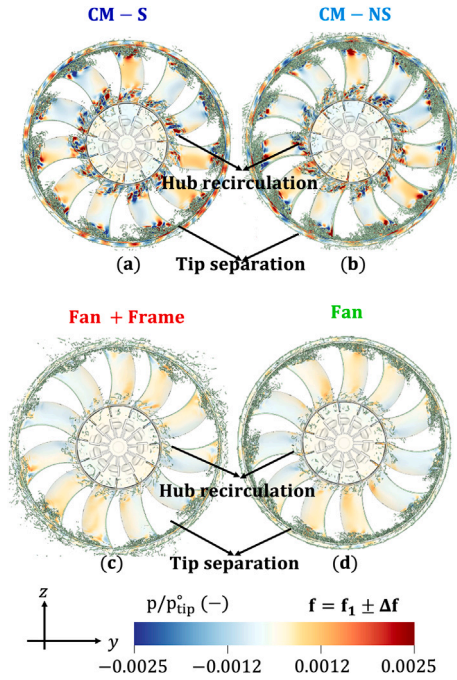 CM − S
CM − NS
Hub recirculation
(a)
Tip separation
(b)
Fan + Frame
Fan
Hub recirculation
Tip separation
(c)
(d)
z
y
p/p°tip (−)
f = f₁ ± Δf
−0.0025
−0.0012
0.0012
0.0025